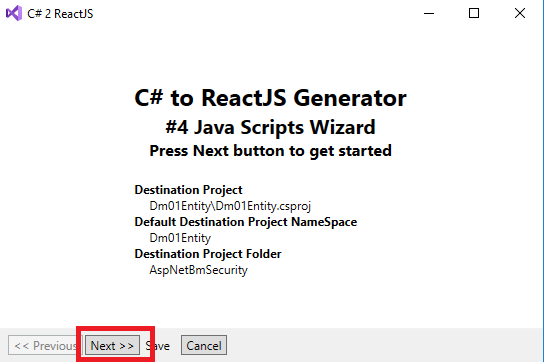 C# 2 ReactJS
C# to ReactJS Generator
#4 Java Scripts Wizard
Press Next button to get started
Destination Project
Dm01Entity\Dm01Entity.csproj
Default Destination Project NameSpace
Dm01Entity
Destination Project Folder
AspNetBmSecurity
<< Previous Next >> Save Cancel